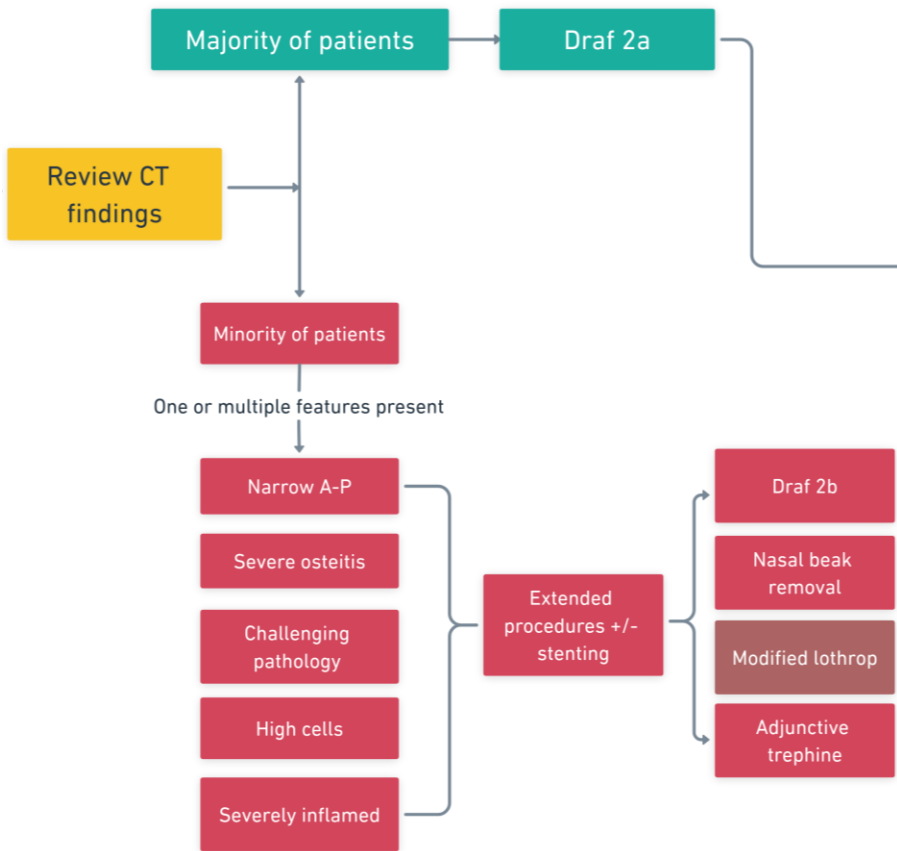 Majority of patients
Draf 2a
Review CT
findings
Minority of patients
One or multiple features present
Narrow A-P
Severe osteitis
Challenging
pathology
High cells
Severely inflamed
Extended
procedures +/-
stenting
Draf 2b
Nasal beak
removal
Modified lothrop
Adjunctive
trephine